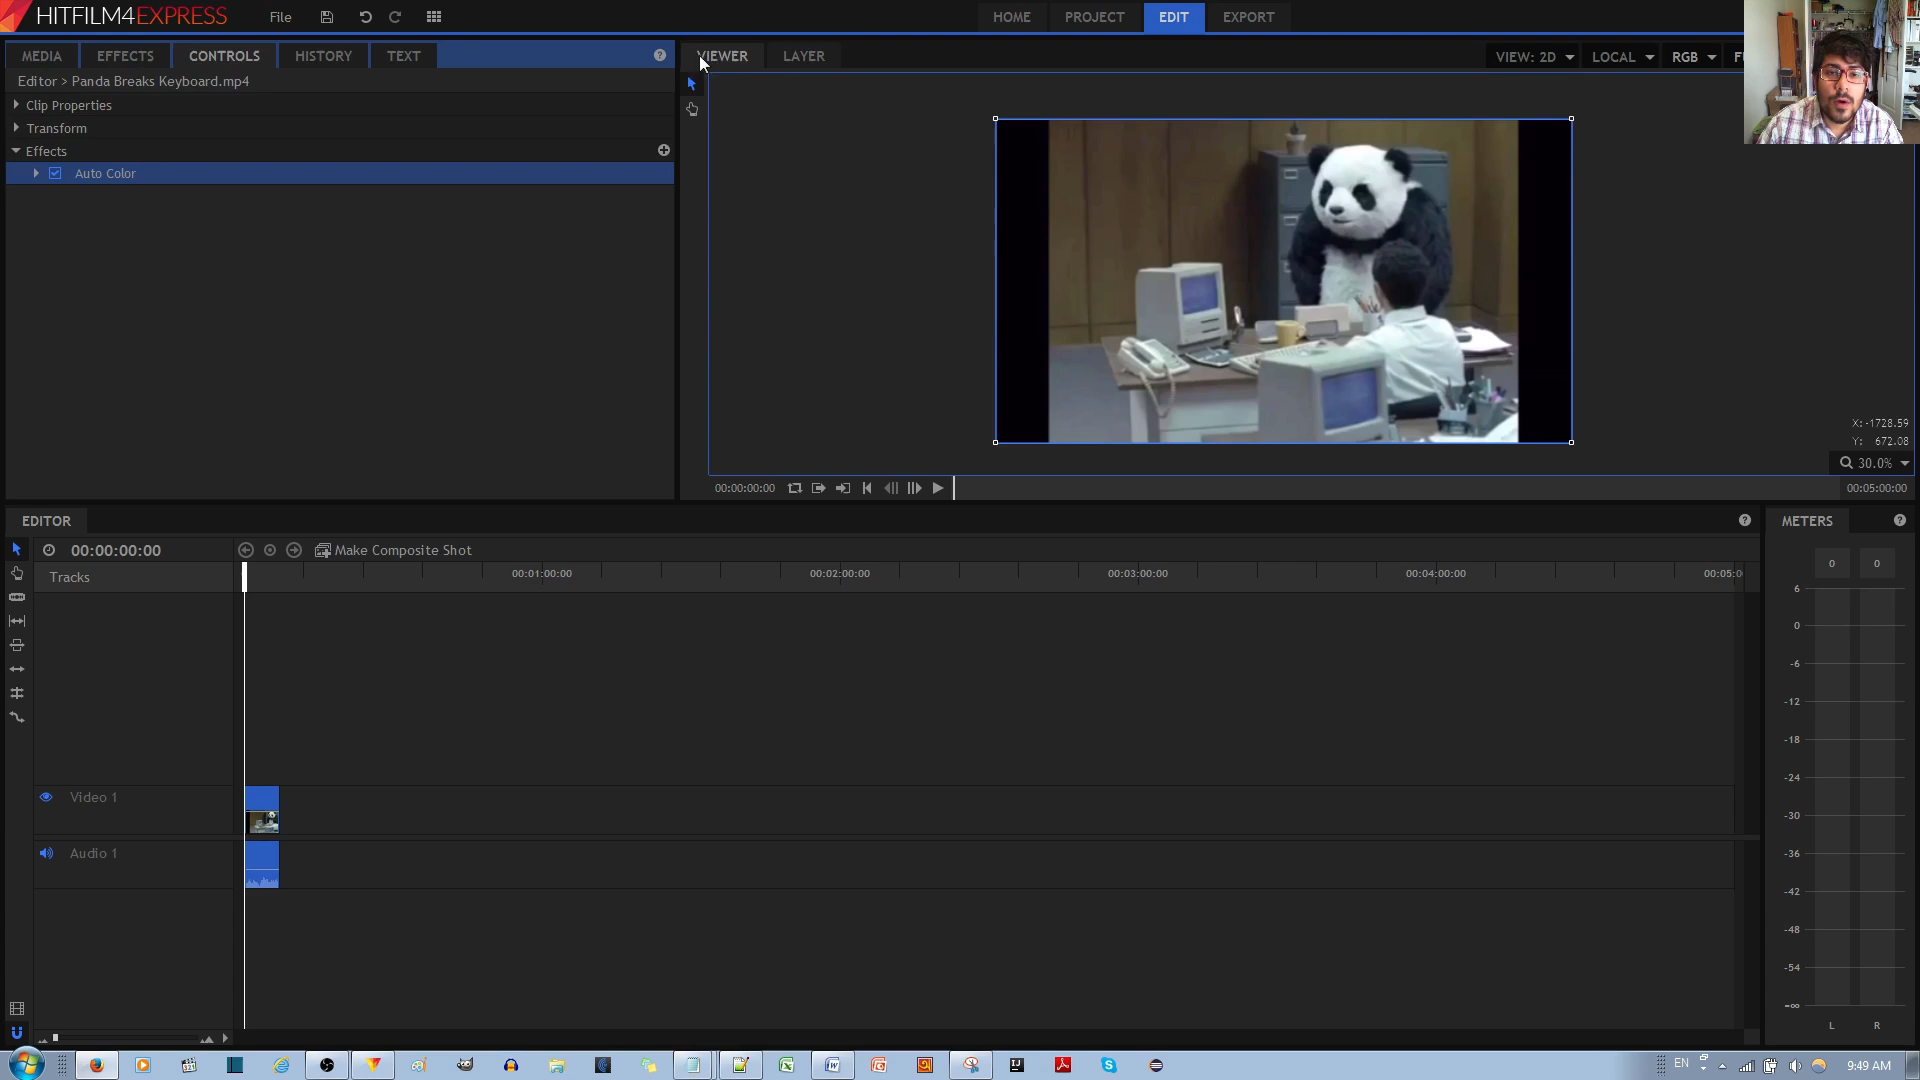 HITFILM4EXPRESS File HOME PROJECT EDIT EXPORT
MEDIA EFFECTS CONTROLS HISTORY TEXT ? VIEWER LAYER VIEW: 2D LOCAL RGB
Editor > Panda Breaks Keyboard.mp4
Clip Properties
Transform
Effects
Auto Color
X: -1728.59
Y: 672.08
30.0%
00:00:00:00 00:05:00:00
EDITOR ? METERS ?
00:00:00:00 Make Composite Shot 0 0
Tracks 00:01:00:00 00:02:00:00 00:03:00:00 00:04:00:00 00:05:0
6
0
-6
-12
-18
-24
-30
-36
-42
-48
-54
-∞
L R
Video 1
Audio 1
EN 9:49 AM